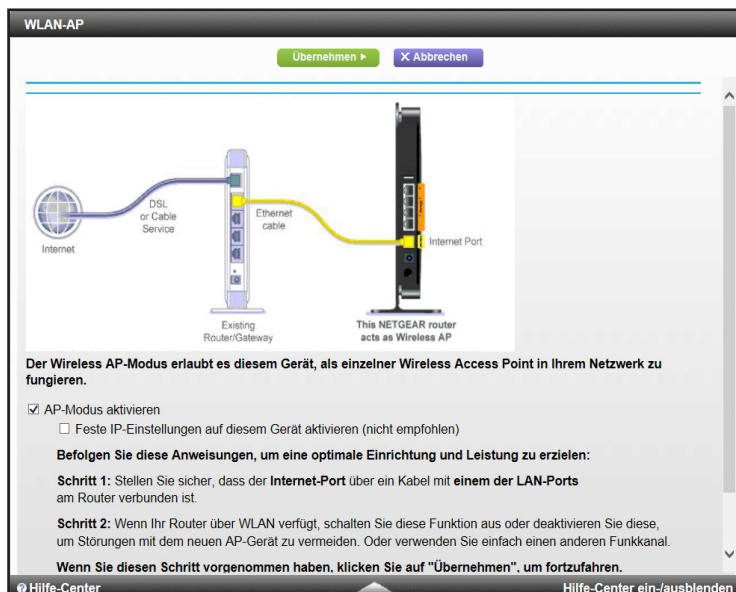 WLAN-AP
Übernehmen
X Abbrechen
DSL
or Cable
Service
Ethernet
cable
Internet
Internet Port
Existing
Router/Gateway
This NETGEAR router
acts as Wireless AP
Der Wireless AP-Modus erlaubt es diesem Gerät, als einzelner Wireless Access Point in Ihrem Netzwerk zu
fungieren.
AP-Modus aktivieren
Feste IP-Einstellungen auf diesem Gerät aktivieren (nicht empfohlen)
Befolgen Sie diese Anweisungen, um eine optimale Einrichtung und Leistung zu erzielen:
Schritt 1: Stellen Sie sicher, dass der Internet-Port über ein Kabel mit einem der LAN-Ports
am Router verbunden ist.
Schritt 2: Wenn Ihr Router über WLAN verfügt, schalten Sie diese Funktion aus oder deaktivieren Sie diese,
um Störungen mit dem neuen AP-Gerät zu vermeiden. Oder verwenden Sie einfach einen anderen Funkkanal.
Wenn Sie diesen Schritt vorgenommen haben, klicken Sie auf "Übernehmen", um fortzufahren.
Hilfe-Center
Hilfe-Center ein-/ausblenden